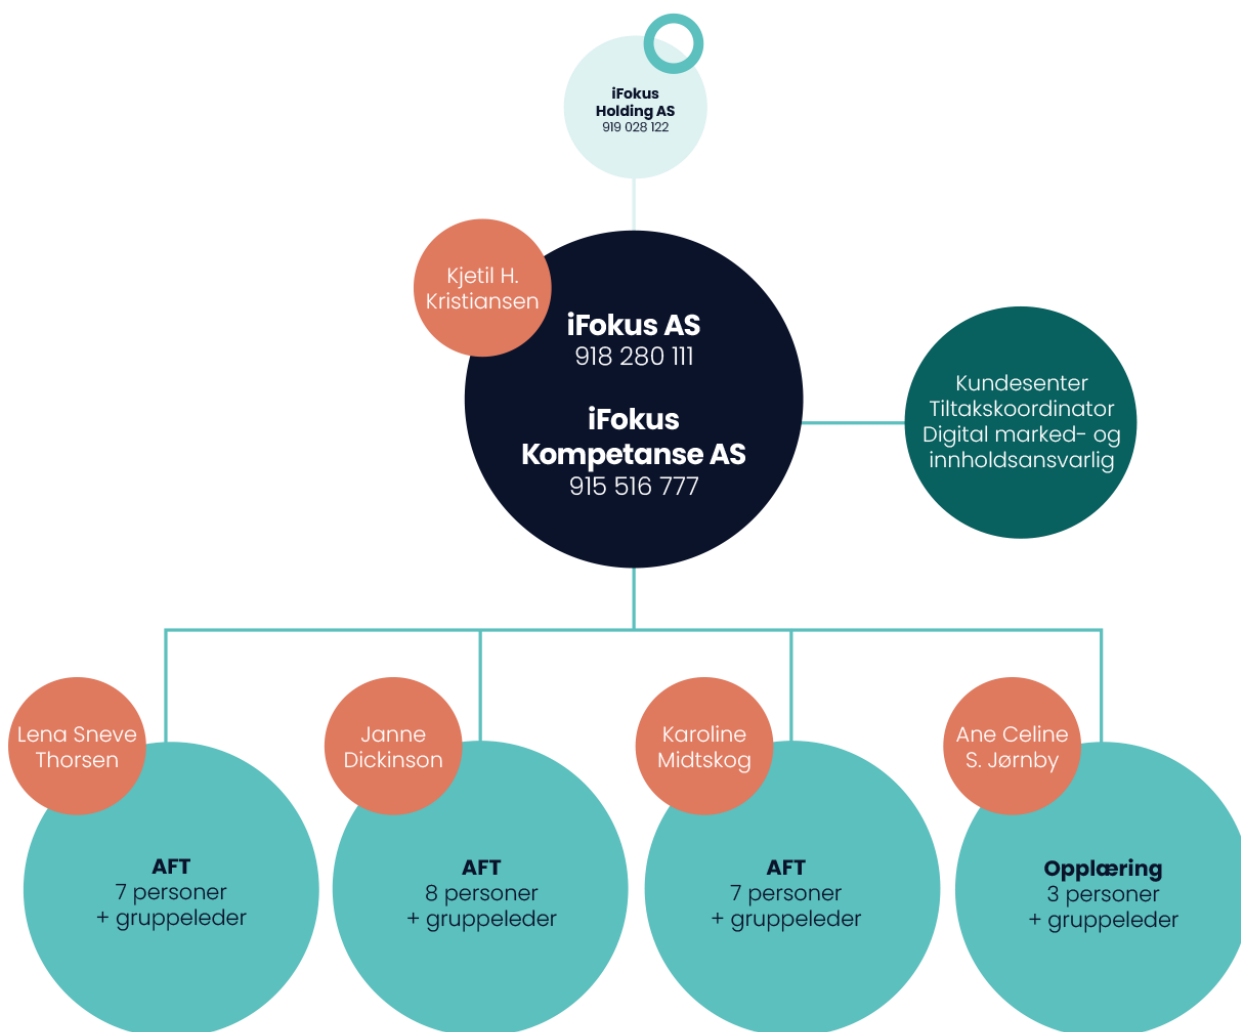 iFokus
Holding AS
919 028 122
Kjetil H.
Kristiansen
iFokus AS
918 280 111
iFokus
Kompetanse AS
915 516 777
Kundesenter
Tiltakskoordinator
Digital marked- og
innholdsansvarlig
Lena Sneve
Thorsen
AFT
7 personer
+ gruppeleder
Janne
Dickinson
AFT
8 personer
+ gruppeleder
Karoline
Midtskog
AFT
7 personer
+ gruppeleder
Ane Celine
S. Jørnby
Opplæring
3 personer
+ gruppeleder